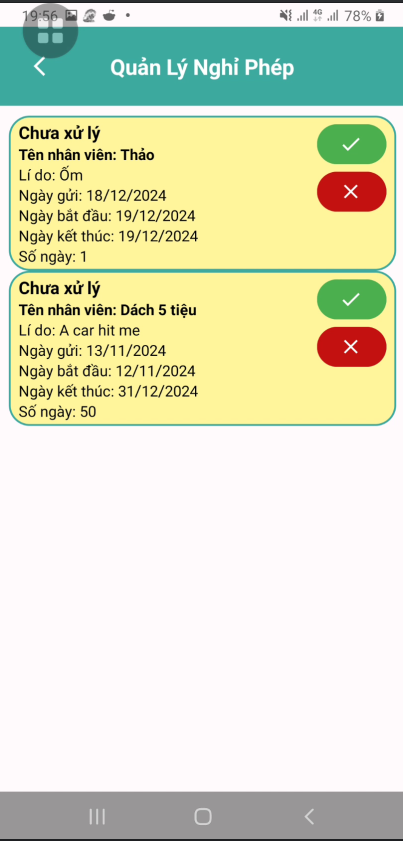 19:56
4G
78%
Quản Lý Nghỉ Phép
Chưa xử lý
Tên nhân viên: Thảo
Lí do: Ốm
Ngày gửi: 18/12/2024
Ngày bắt đầu: 19/12/2024
Ngày kết thúc: 19/12/2024
Số ngày: 1
Chưa xử lý
Tên nhân viên: Dách 5 tiệu
Lí do: A car hit me
Ngày gửi: 13/11/2024
Ngày bắt đầu: 12/11/2024
Ngày kết thúc: 31/12/2024
Số ngày: 50